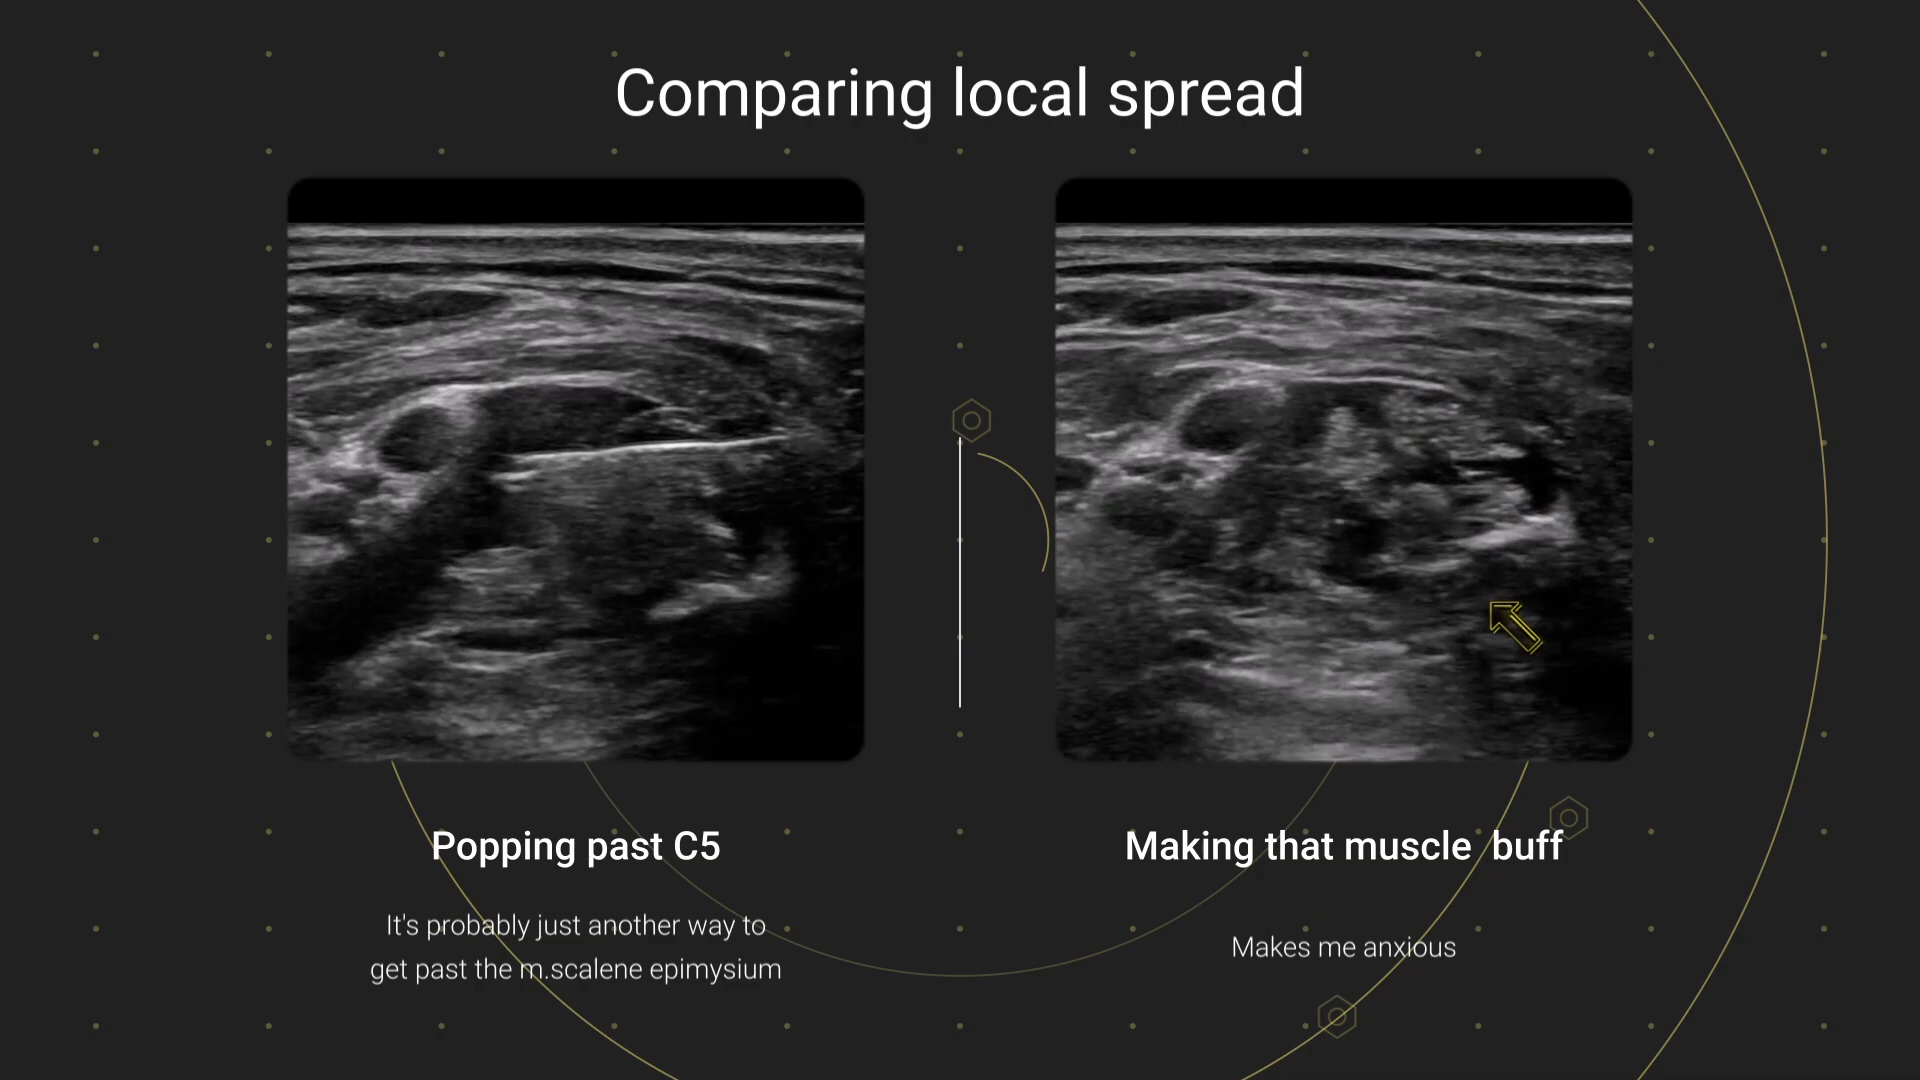 Comparing local spread
Popping past C5
It's probably just another way to
get past the m.scalene epimysium
Making that muscle buff
Makes me anxious